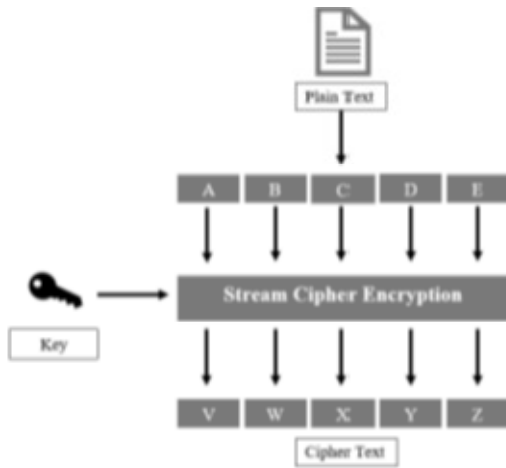 Plain Text
A B C D E
Stream Cipher Encryption
Key
V W X Y Z
Cipher Text